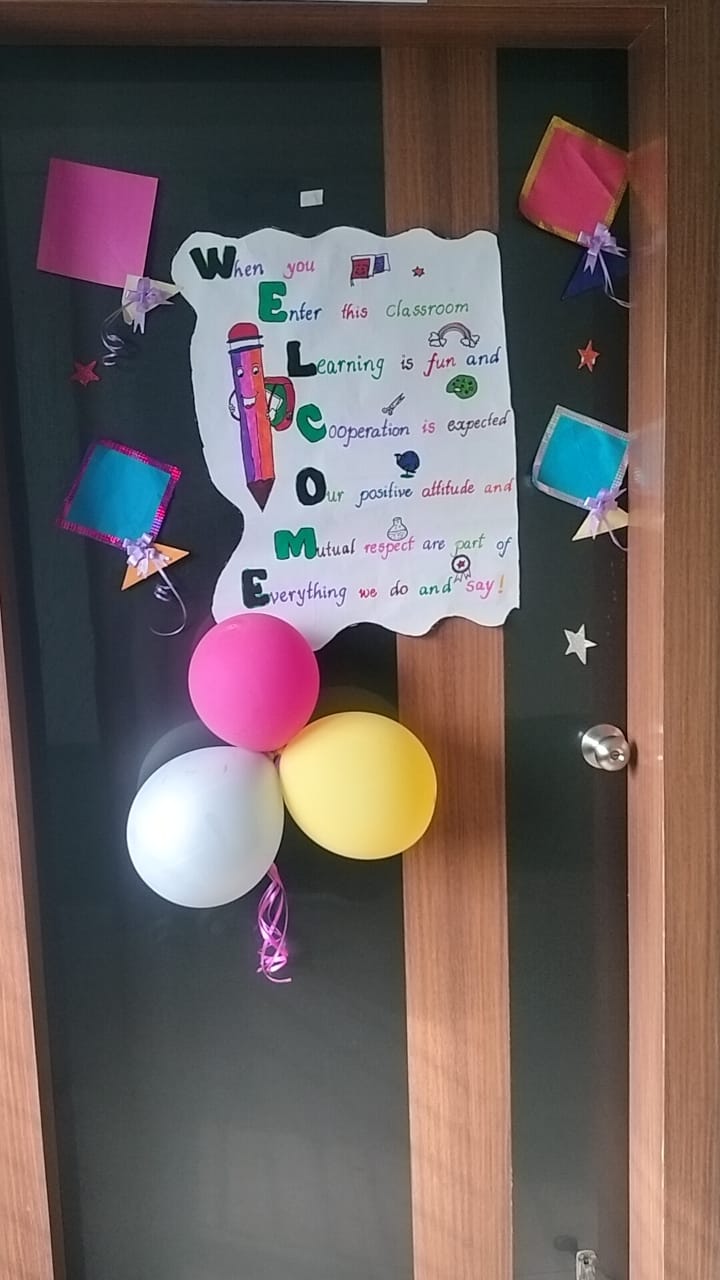 When you
Enter this classroom
Learning is fun and
Cooperation is expected
Our positive attitude and
Mutual respect are part of
Everything we do and say!